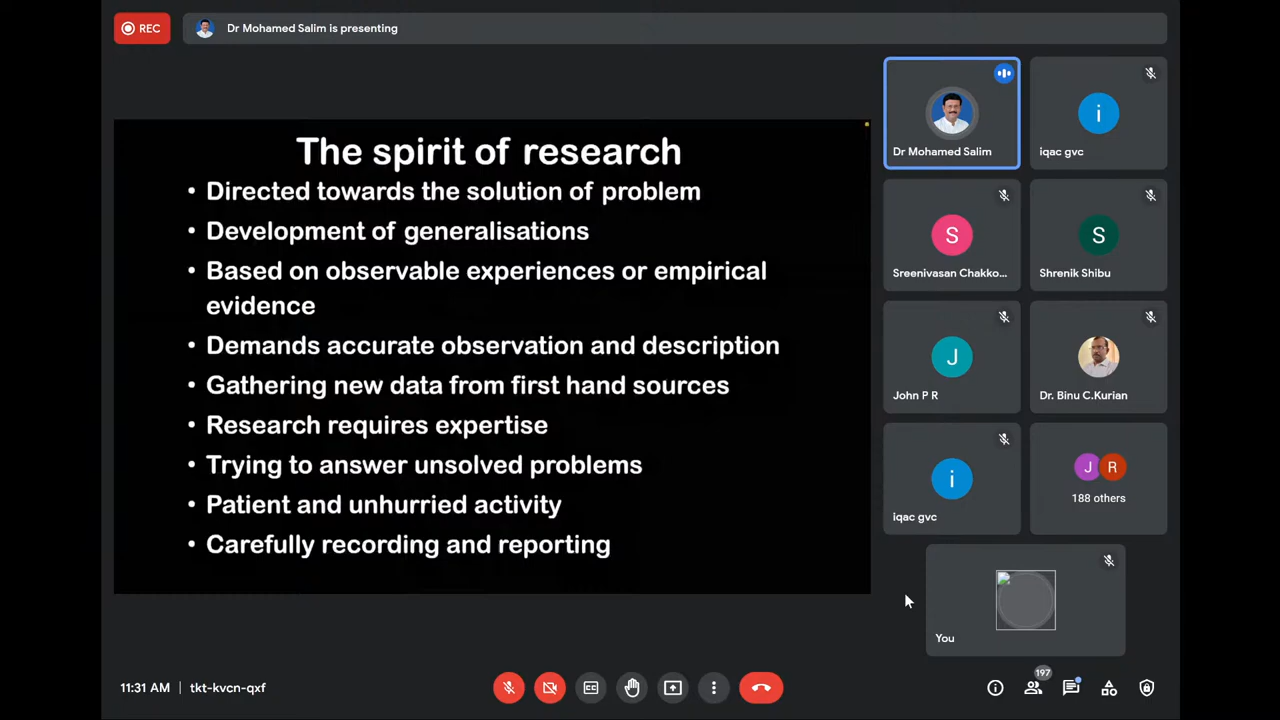 REC
Dr Mohamed Salim is presenting
The spirit of research
• Directed towards the solution of problem
• Development of generalisations
• Based on observable experiences or empirical
evidence
• Demands accurate observation and description
• Gathering new data from first hand sources
• Research requires expertise
• Trying to answer unsolved problems
• Patient and unhurried activity
• Carefully recording and reporting
Dr Mohamed Salim
i
iqac gvc
S
Sreenivasan Chakko...
S
Shrenik Shibu
J
John P R
Dr. Binu C.Kurian
i
iqac gvc
J R
188 others
You
11:31 AM | tkt-kvcn-qxf
CC
197